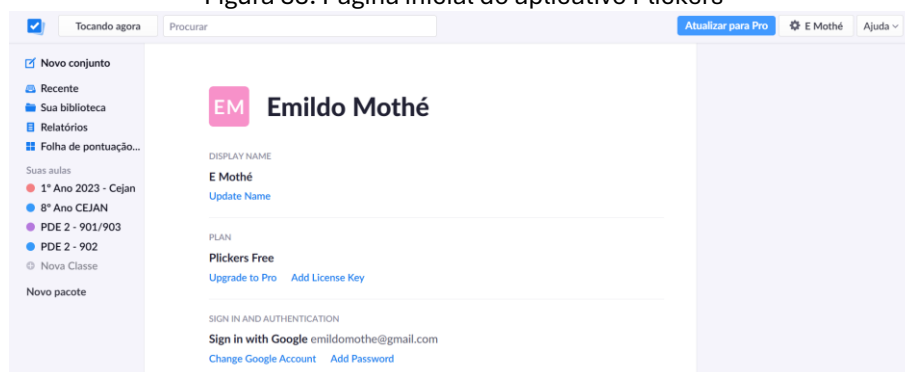 Figura 33: Página inicial do aplicativo Plickers
Tocando agora
Procurar
Atualizar para Pro
E Mothé
Ajuda
Novo conjunto
Recente
Sua biblioteca
Relatórios
Folha de pontuação...
Suas aulas
1º Ano 2023 - Cejan
8º Ano CEJAN
PDE 2 - 901/903
PDE 2 - 902
Nova Classe
Novo pacote
EM
Emildo Mothé
DISPLAY NAME
E Mothé
Update Name
PLAN
Plickers Free
Upgrade to Pro Add License Key
SIGN IN AND AUTHENTICATION
Sign in with Google emildomothe@gmail.com
Change Google Account Add Password